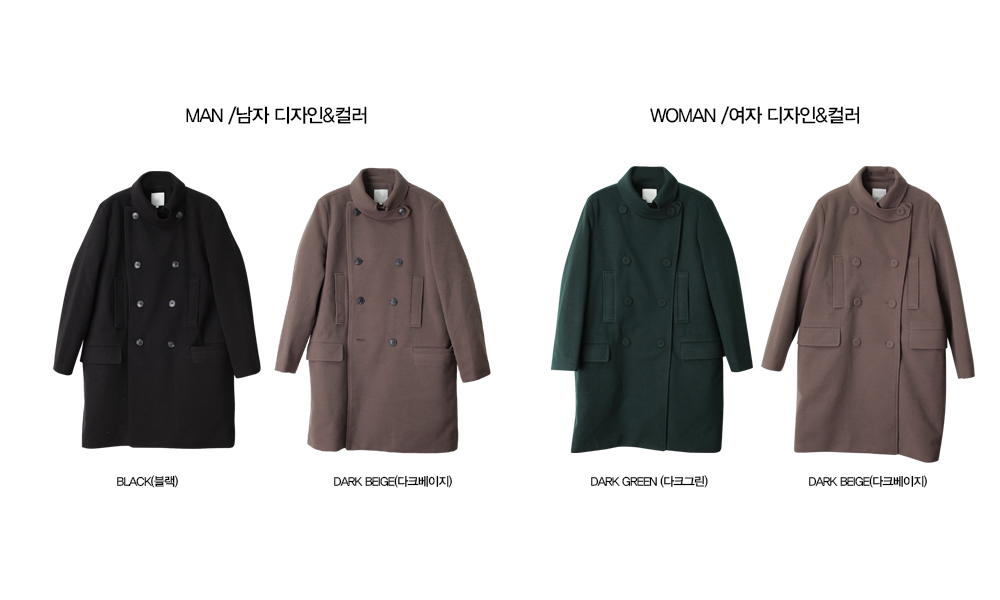 MAN /남자 디자인&컬러
WOMAN /여자 디자인&컬러
BLACK(블랙)
DARK BEIGE(다크베이지)
DARK GREEN (다크그린)
DARK BEIGE(다크베이지)